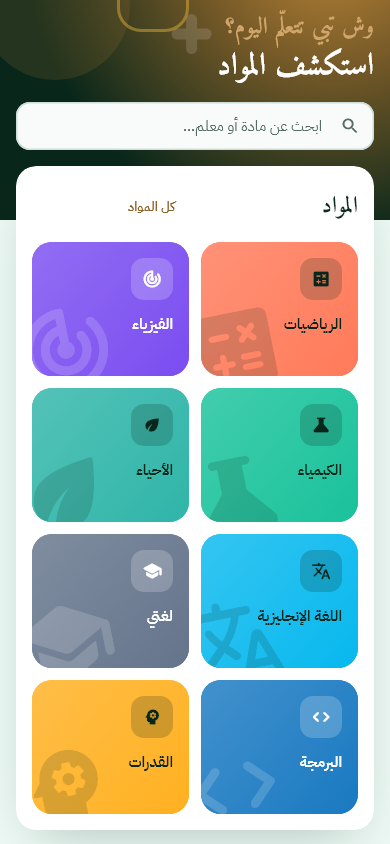 وش تبي تتعلّم اليوم؟
استكشف المواد
ابحث عن مادة أو معلم...
المواد
كل المواد
الرياضيات
الفيزياء
الكيمياء
الأحياء
اللغة الإنجليزية
لغتي
البرمجة
القدرات